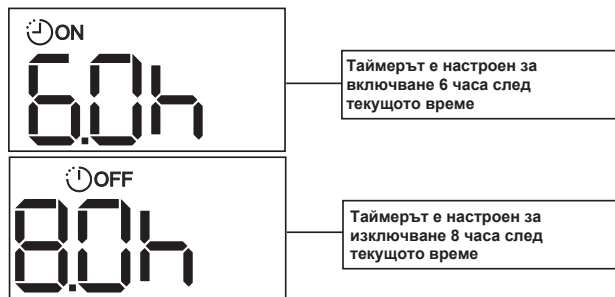 ON
6.0h
Таймерът е настроен за
включване 6 часа след
текущото време
OFF
8.0h
Таймерът е настроен за
изключване 8 часа след
текущото време